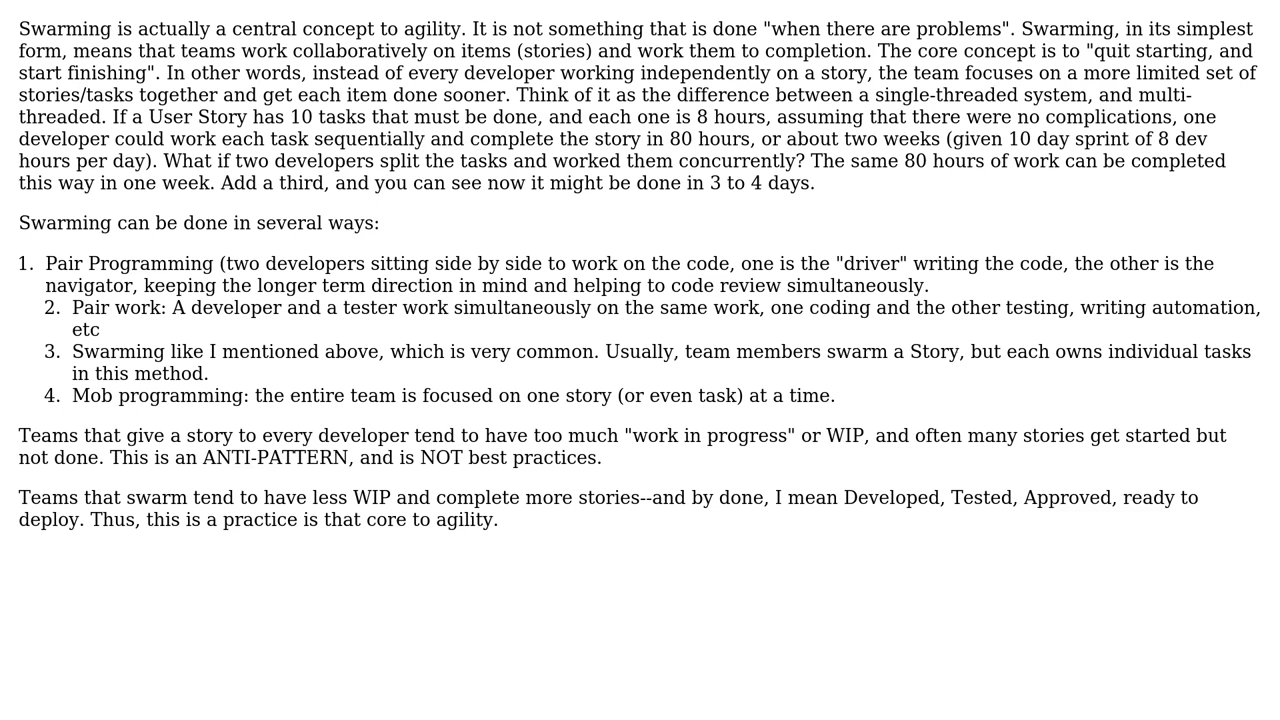 Swarming is actually a central concept to agility. It is not something that is done "when there are problems". Swarming, in its simplest
form, means that teams work collaboratively on items (stories) and work them to completion. The core concept is to "quit starting, and
start finishing". In other words, instead of every developer working independently on a story, the team focuses on a more limited set of
stories/tasks together and get each item done sooner. Think of it as the difference between a single-threaded system, and multi-
threaded. If a User Story has 10 tasks that must be done, and each one is 8 hours, assuming that there were no complications, one
developer could work each task sequentially and complete the story in 80 hours, or about two weeks (given 10 day sprint of 8 dev
hours per day). What if two developers split the tasks and worked them concurrently? The same 80 hours of work can be completed
this way in one week. Add a third, and you can see now it might be done in 3 to 4 days.
Swarming can be done in several ways:
1. Pair Programming (two developers sitting side by side to work on the code, one is the "driver" writing the code, the other is the
navigator, keeping the longer term direction in mind and helping to code review simultaneously.
2. Pair work: A developer and a tester work simultaneously on the same work, one coding and the other testing, writing automation,
etc
3. Swarming like I mentioned above, which is very common. Usually, team members swarm a Story, but each owns individual tasks
in this method.
4. Mob programming: the entire team is focused on one story (or even task) at a time.
Teams that give a story to every developer tend to have too much "work in progress" or WIP, and often many stories get started but
not done. This is an ANTI-PATTERN, and is NOT best practices.
Teams that swarm tend to have less WIP and complete more stories--and by done, I mean Developed, Tested, Approved, ready to
deploy. Thus, this is a practice is that core to agility.